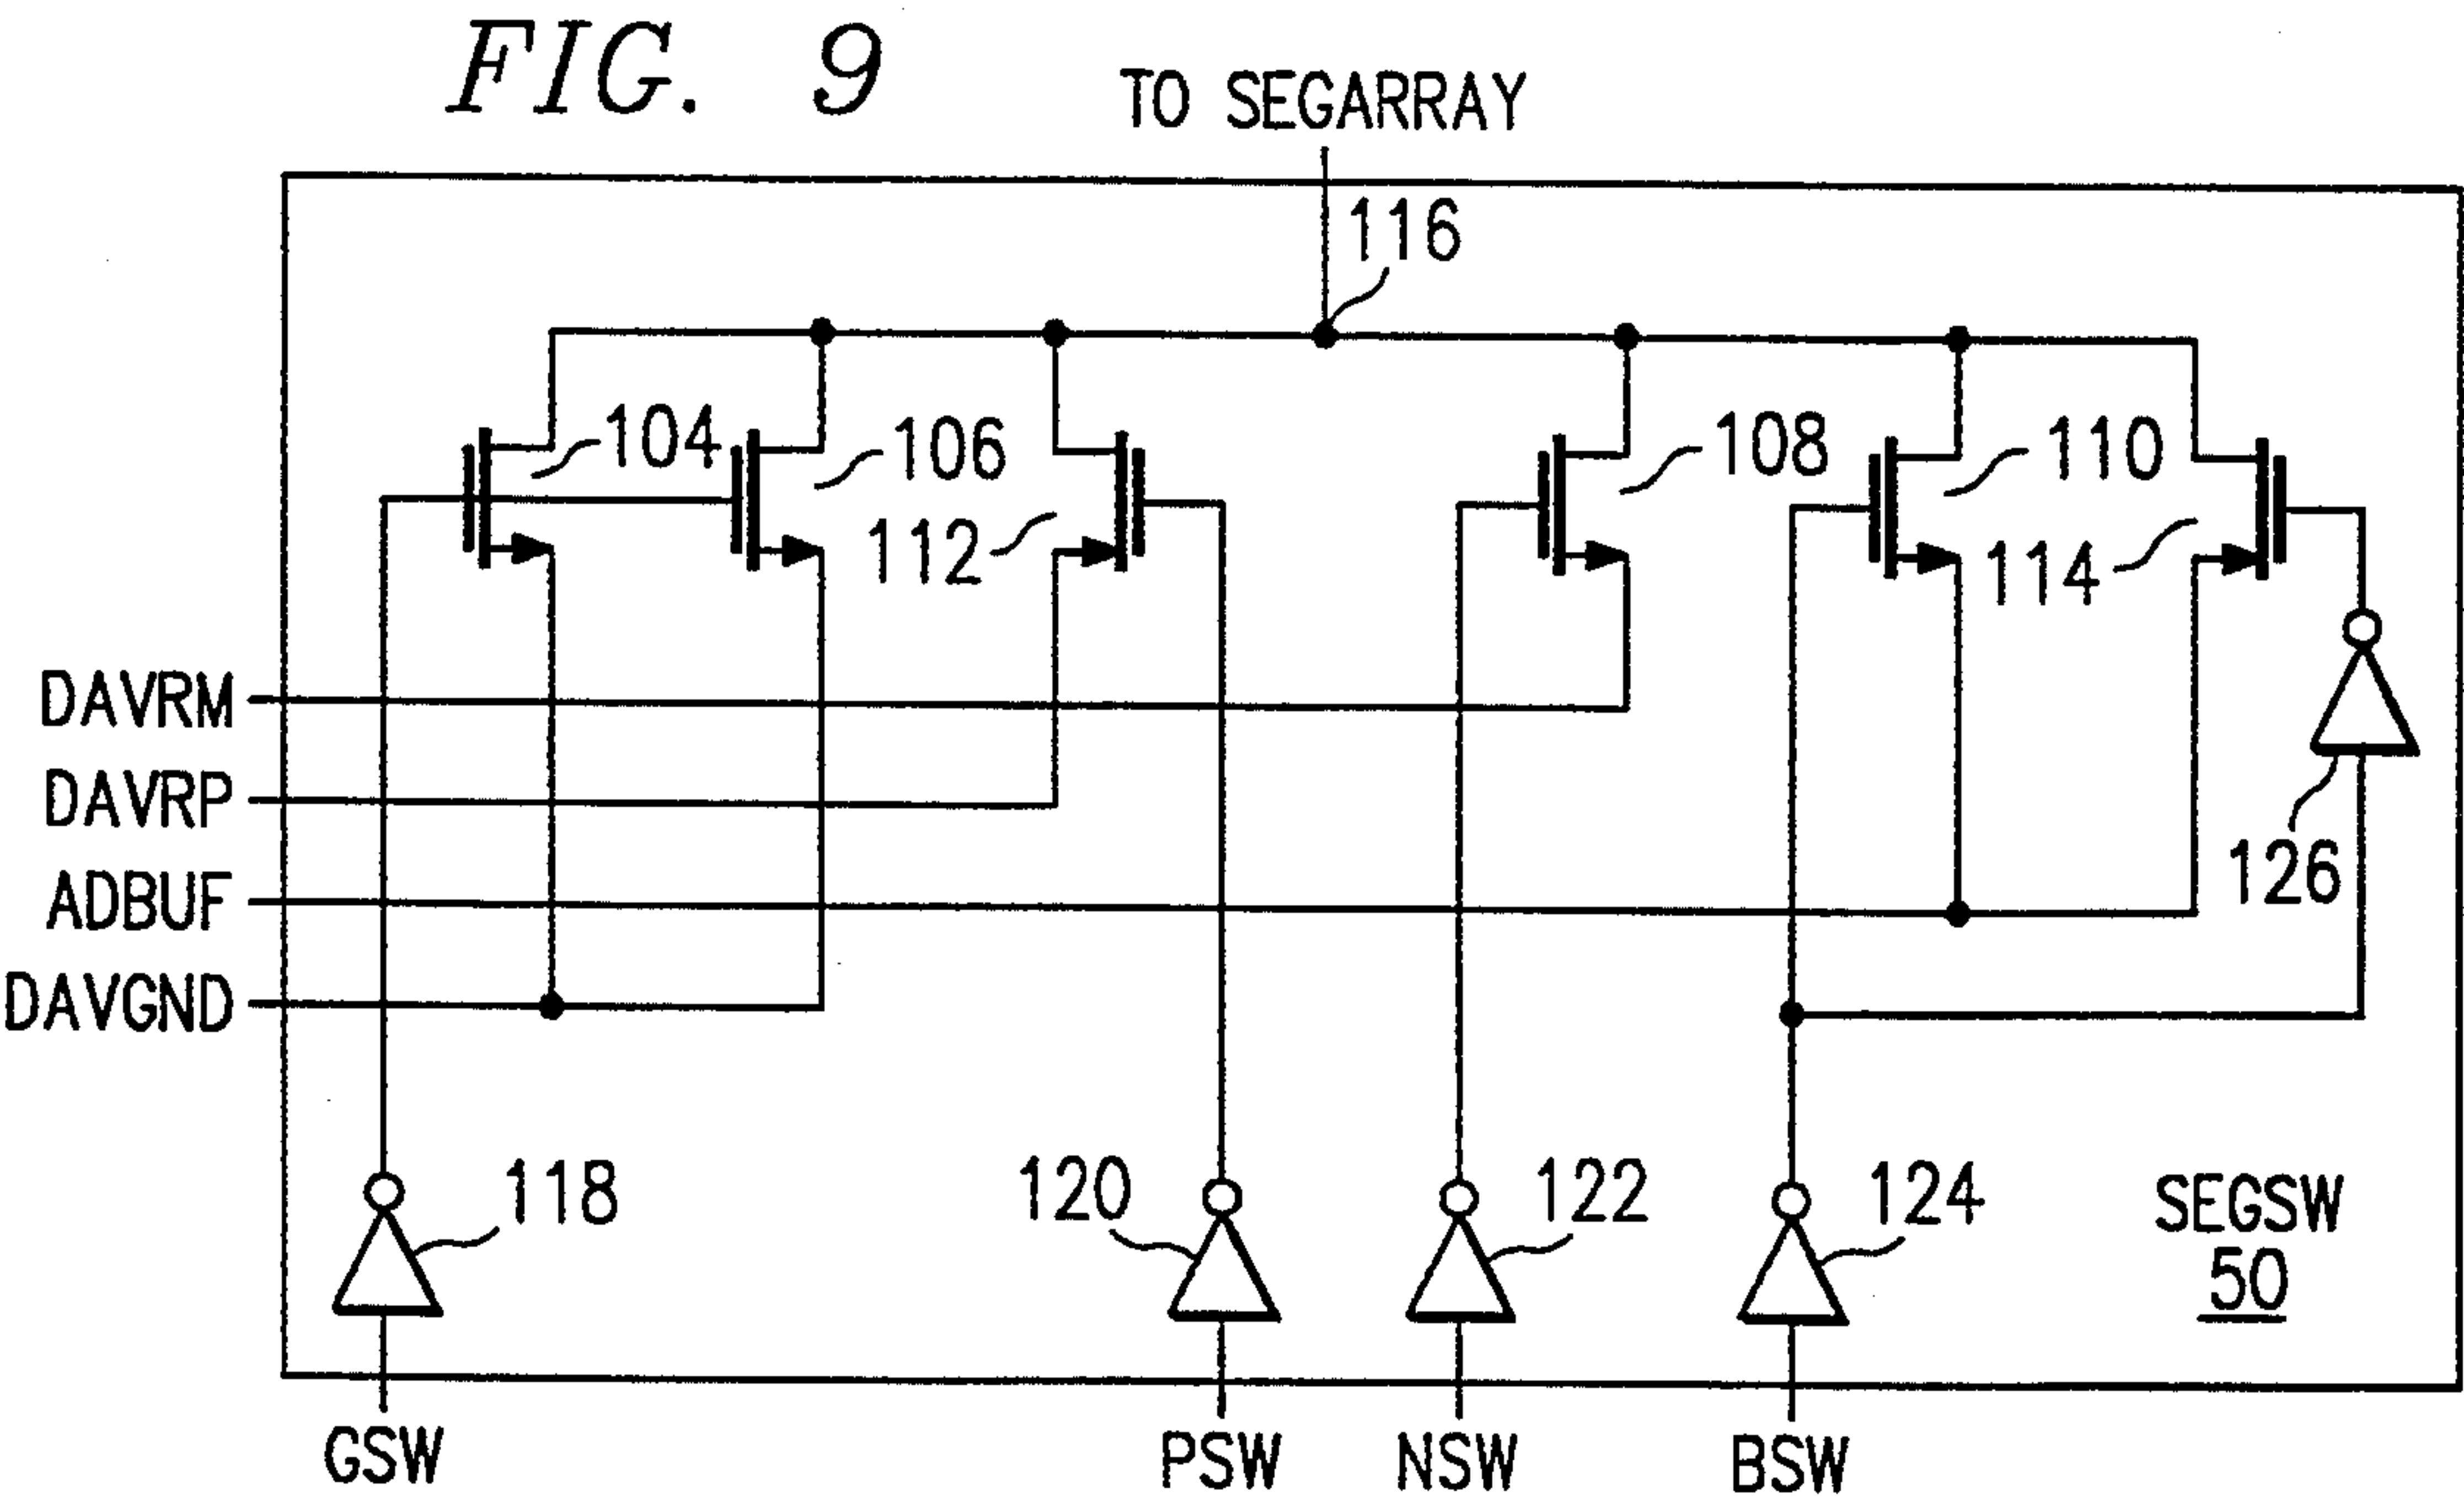 FIG. 9
TO SEGARRAY
116
104
106
112
108
110
114
DAVRM
DAVRP
ADBUF
DAVGND
126
118
120
122
124
SEGSW
50
GSW
PSW
NSW
BSW